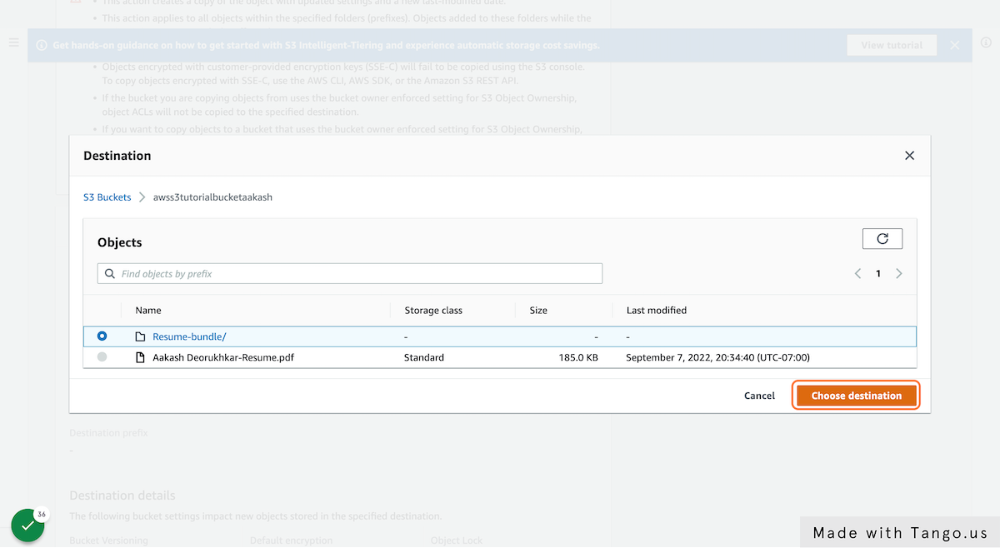 This action creates a copy of the object with updated settings and a new last-modified date.
• This action applies to all objects within the specified folders (prefixes). Objects added to these folders while the
Get hands-on guidance on how to get started with S3 Intelligent-Tiering and experience automatic storage cost savings.
View tutorial
• Objects encrypted with customer-provided encryption keys (SSE-C) will fail to be copied using the S3 console.
To copy objects encrypted with SSE-C, use the AWS CLI, AWS SDK, or the Amazon S3 REST API.
• If the bucket you are copying objects from uses the bucket owner enforced setting for S3 Object Ownership,
object ACLs will not be copied to the specified destination.
• If you want to copy objects to a bucket that uses the bucket owner enforced setting for S3 Object Ownership,
Destination
S3 Buckets > awss3tutorialbucketaakash
Objects
Find objects by prefix
1
Name Storage class Size Last modified
Resume-bundle/ - - -
Aakash Deorukhkar-Resume.pdf Standard 185.0 KB September 7, 2022, 20:34:40 (UTC-07:00)
Cancel Choose destination
Destination prefix
-
Destination details
The following bucket settings impact new objects stored in the specified destination.
Bucket Versioning Default encryption Object Lock
36
Made with Tango.us